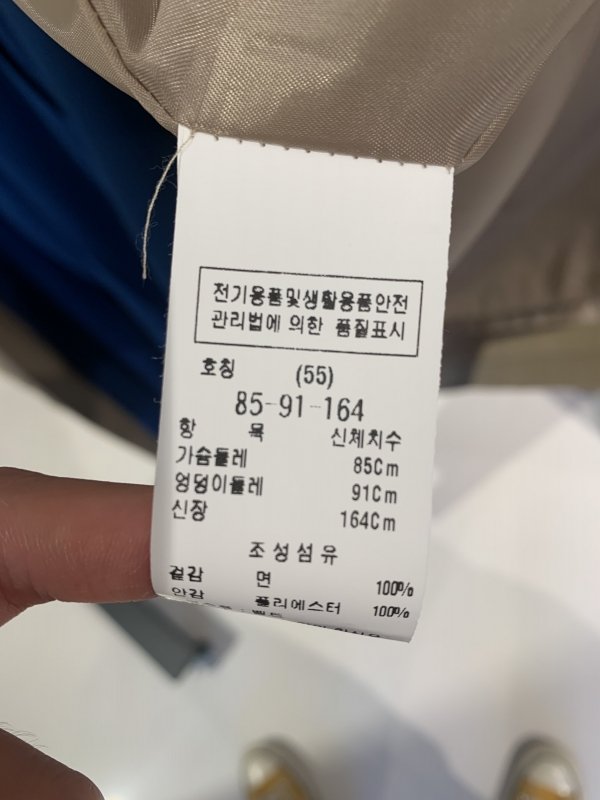 전기용품및생활용품안전
관리법에 의한 품질표시
호칭 (55)
85-91-164
항 목 신체치수
가슴둘레 85Cm
엉덩이둘레 91Cm
신장 164Cm
조성섬유
겉감 면 100%
안감 폴리에스터 100%